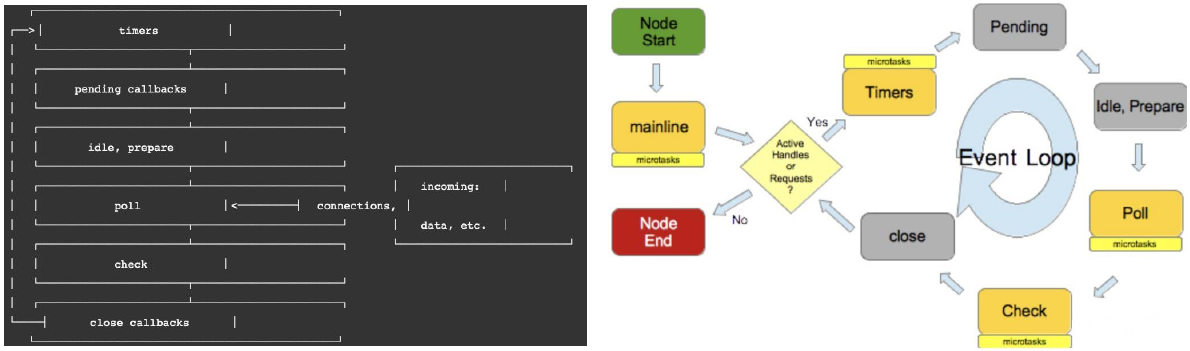 timers
pending callbacks
idle, prepare
poll
connections,
incoming:
data, etc.
check
close callbacks
Node
Start
mainline
microtasks
Active
Handles
or
Requests
?
Yes
No
Node
End
microtasks
Timers
Pending
Idle, Prepare
Event Loop
Poll
microtasks
Check
microtasks
close